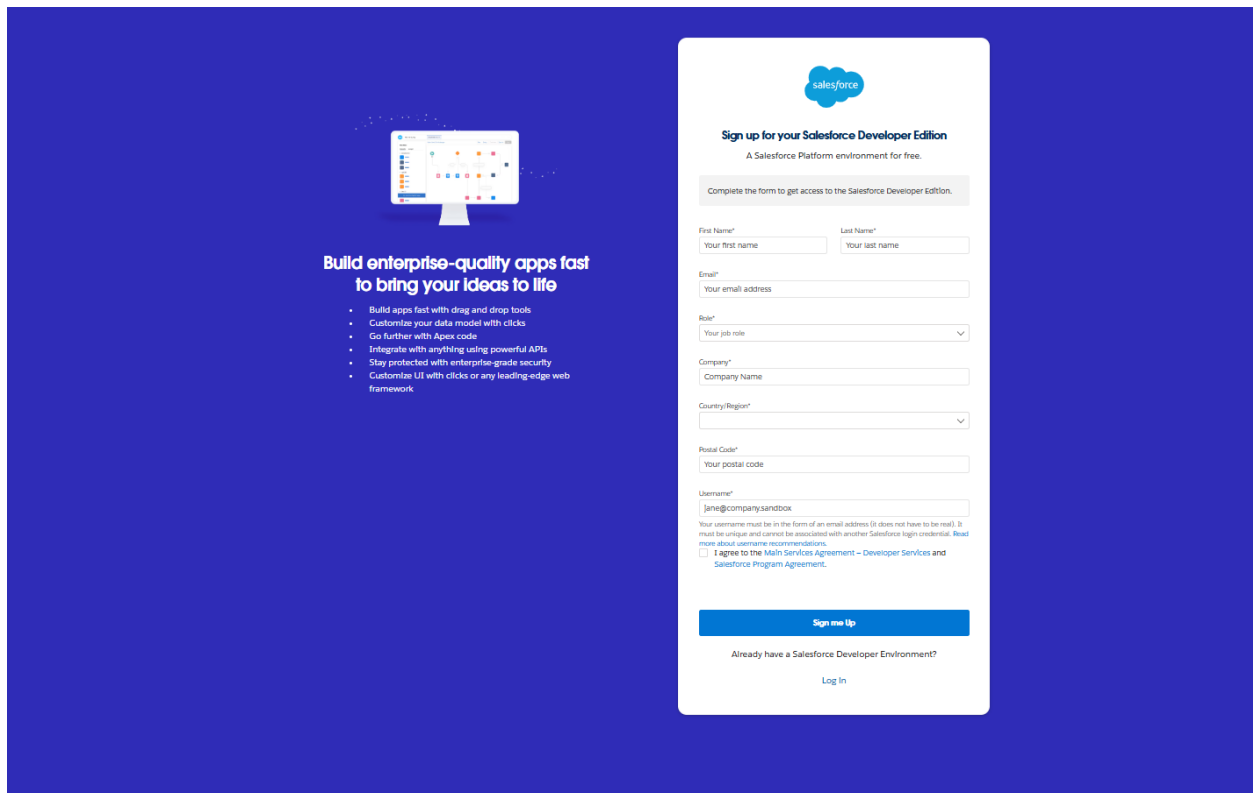 Build enterprise-quality apps fast
to bring your ideas to life
Build apps fast with drag and drop tools
Customize your data model with clicks
Go further with Apex code
Integrate with anything using powerful APIs
Stay protected with enterprise-grade security
Customize UI with clicks or any leading-edge web
framework
salesforce
Sign up for your Salesforce Developer Edition
A Salesforce Platform environment for free.
Complete the form to get access to the Salesforce Developer Edition.
First Name* Last Name*
Your first name Your last name
Email*
Your email address
Role*
Your job role
Company*
Company Name
Country/Region*
Postal Code*
Your postal code
Username*
jane@company.sandbox
Your username must be in the form of an email address (it does not have to be real). It
must be unique and cannot be associated with another Salesforce login credential. Read
more about username recommendations.
I agree to the Main Services Agreement – Developer Services and
Salesforce Program Agreement.
Sign me Up
Already have a Salesforce Developer Environment?
Log In